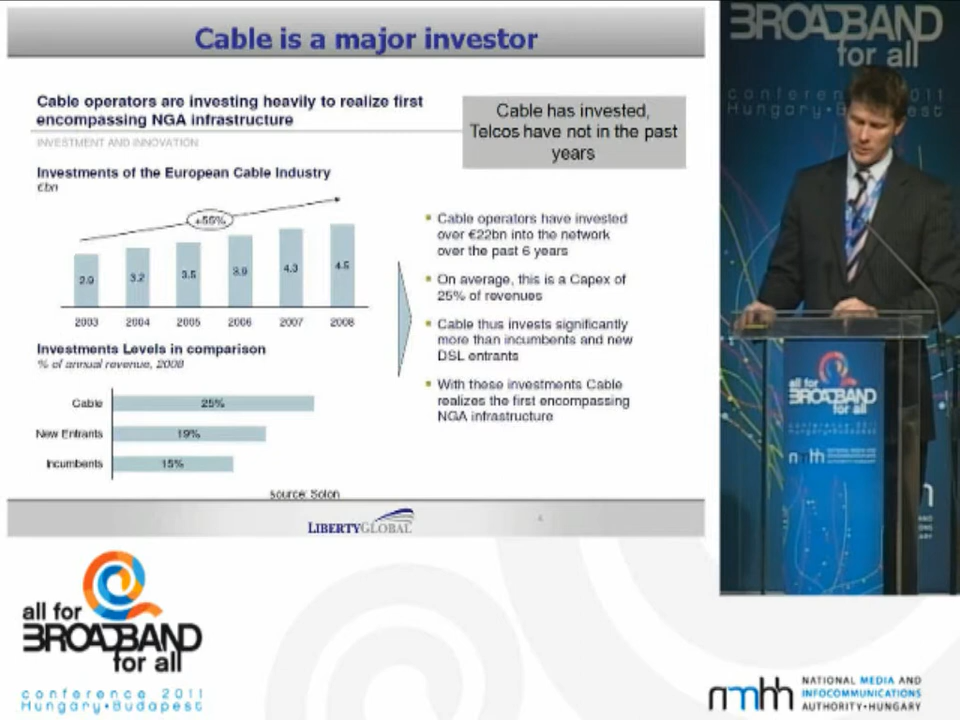 Cable is a major investor
Cable operators are investing heavily to realize first
encompassing NGA infrastructure
INVESTMENT AND INNOVATION
Cable has invested,
Telcos have not in the past
years
Investments of the European Cable Industry
€bn
+55%
2.9 3.2 3.5 3.9 4.3 4.5
2003 2004 2005 2006 2007 2008
Investments Levels in comparison
% of annual revenue, 2008
Cable 25%
New Entrants 19%
Incumbents 15%
Cable operators have invested
over €22bn into the network
over the past 6 years
On average, this is a Capex of
25% of revenues
Cable thus invests significantly
more than incumbents and new
DSL entrants
With these investments Cable
realizes the first encompassing
NGA infrastructure
source: Solon
LIBERTYGLOBAL
BROADBAND
for all
conference 2011
Hungary•Budapest
all for
BROADBAND
for all
conference 2011
Hungary•Budapest
nmhh
all for
BROADBAND
for all
conference 2011
Hungary•Budapest
nmhh
NATIONAL MEDIA AND
INFOCOMMUNICATIONS
AUTHORITY•HUNGARY